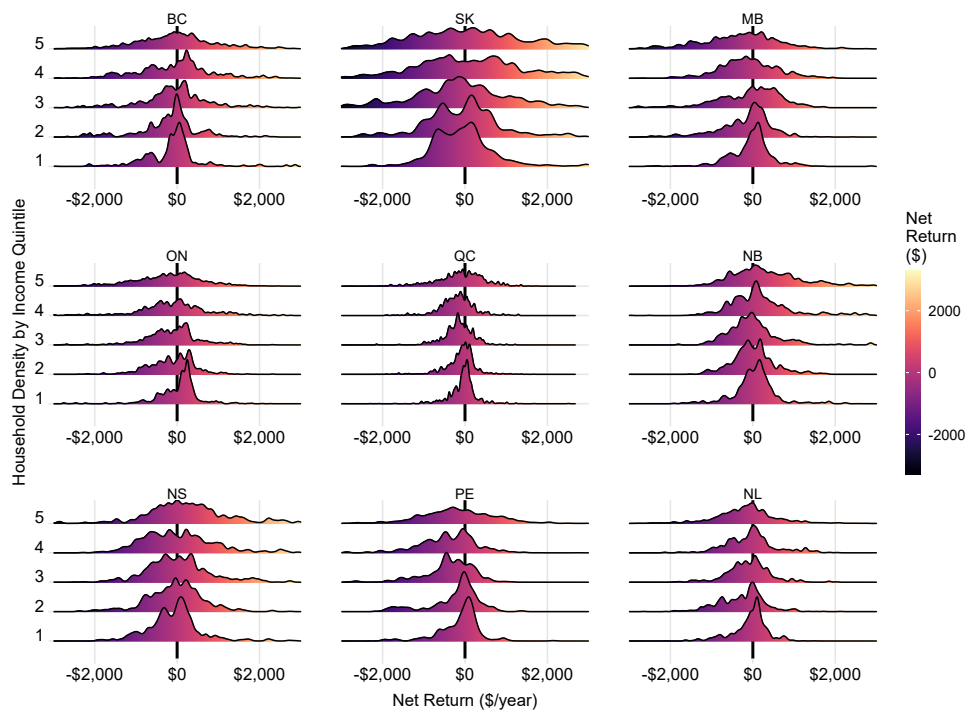 BC SK MB
5
4
3
2
1
-$2,000 $0 $2,000 -$2,000 $0 $2,000 -$2,000 $0 $2,000
ON QC NB
5
4
3
2
1
-$2,000 $0 $2,000 -$2,000 $0 $2,000 -$2,000 $0 $2,000
NS PE NL
5
4
3
2
1
-$2,000 $0 $2,000 -$2,000 $0 $2,000 -$2,000 $0 $2,000
Net Return ($/year)
Household Density by Income Quintile
Net
Return
($)
2000
0
-2000